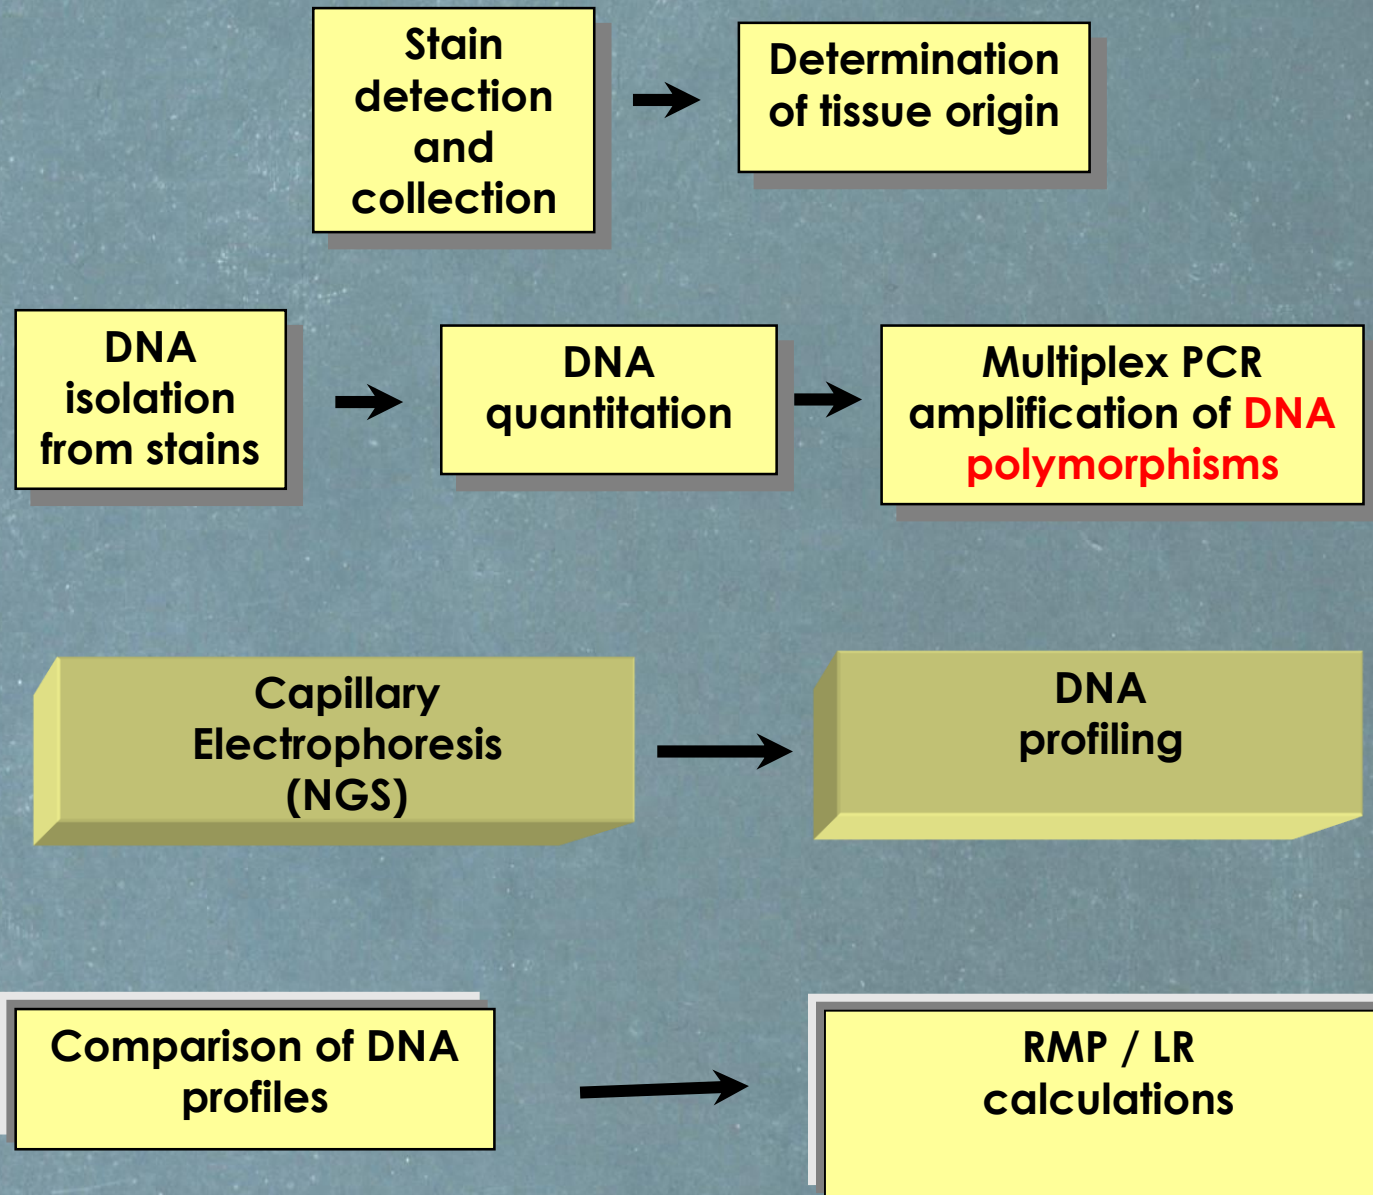 Stain
detection
and
collection
Determination
of tissue origin
DNA
isolation
from stains
DNA
quantitation
Multiplex PCR
amplification of DNA
polymorphisms
Capillary
Electrophoresis
(NGS)
DNA
profiling
Comparison of DNA
profiles
RMP / LR
calculations